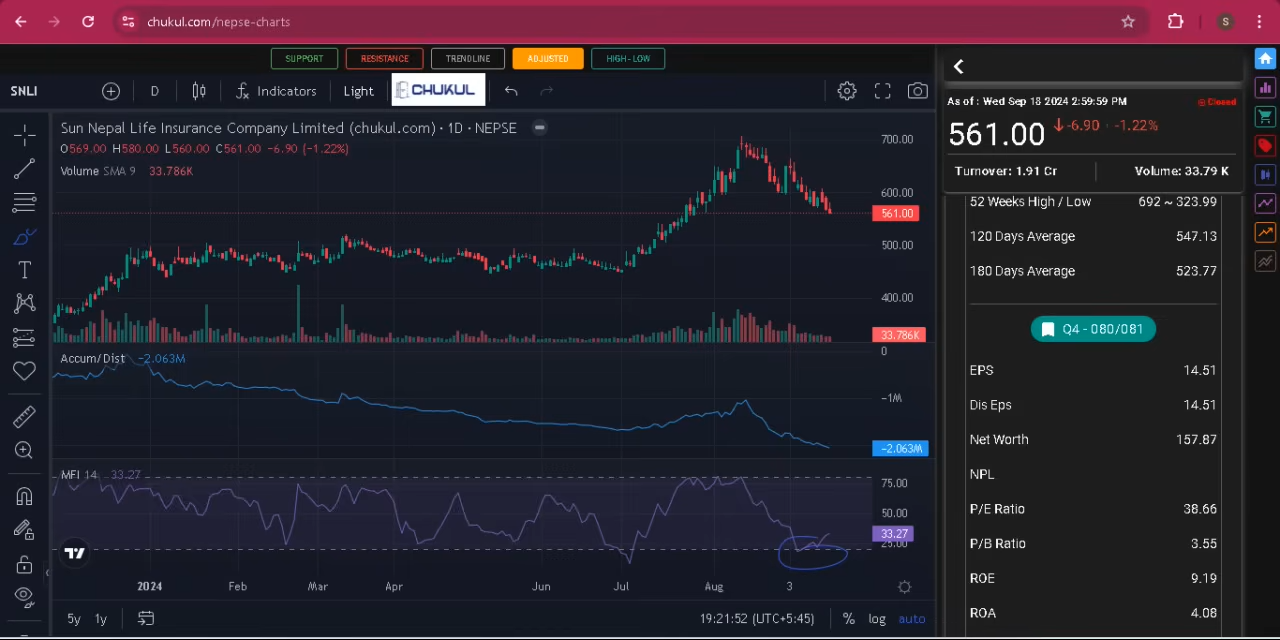 chukul.com/nepse-charts
S
SUPPORT RESISTANCE TRENDLINE ADJUSTED HIGH-LOW
SNLI D Indicators Light CHUKUL
Sun Nepal Life Insurance Company Limited (chukul.com) · 1D · NEPSE
O569.00 H580.00 L560.00 C561.00 −6.90 (−1.22%)
Volume SMA 9 33.786K
700.00
600.00
561.00
500.00
400.00
33.786K
Accum/Dist −2.063M
0
−1M
−2.063M
MFI 14 33.27
75.00
50.00
33.27
25.00
2024 Feb Mar Apr Jun Jul Aug 3
5y 1y 19:21:52 (UTC+5:45) % log auto
As of : Wed Sep 18 2024 2:59:59 PM Closed
561.00 -6.90 · -1.22%
Turnover: 1.91 Cr Volume: 33.79 K
52 Weeks High / Low 692 ~ 323.99
120 Days Average 547.13
180 Days Average 523.77
Q4 - 080/081
EPS 14.51
Dis Eps 14.51
Net Worth 157.87
NPL
P/E Ratio 38.66
P/B Ratio 3.55
ROE 9.19
ROA 4.08